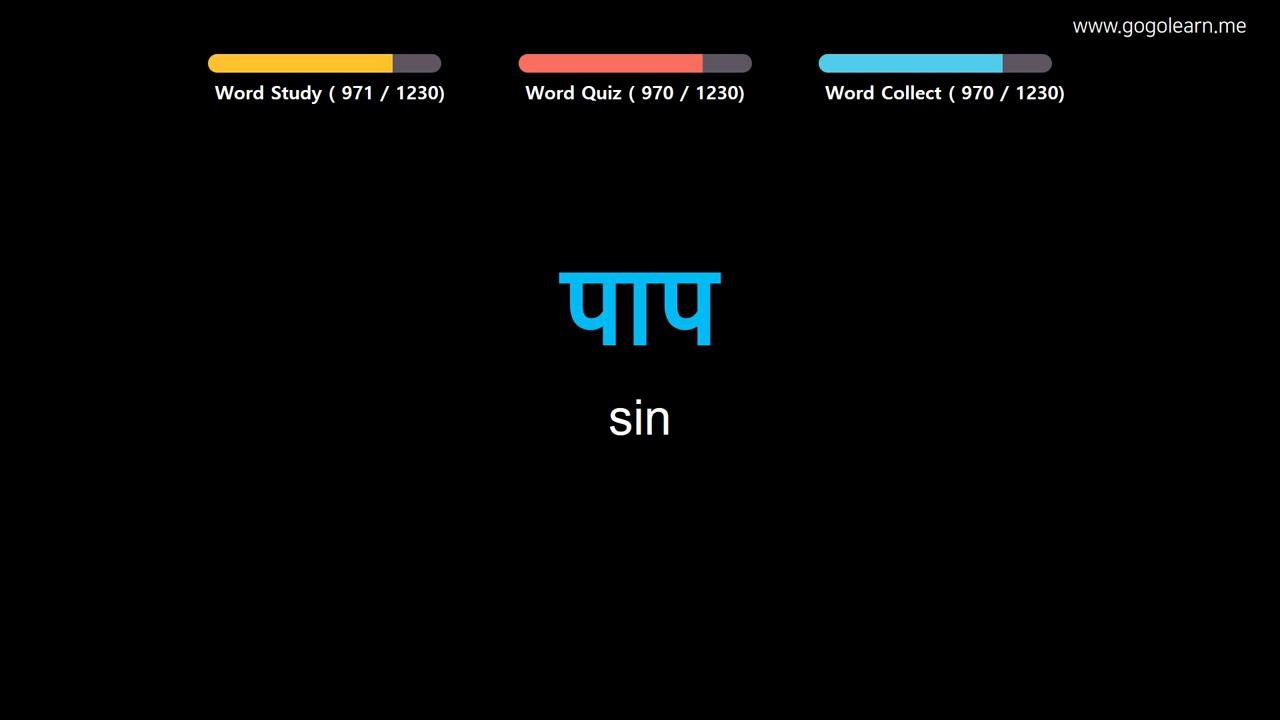 www.gogolearn.me
Word Study ( 971 / 1230)
Word Quiz ( 970 / 1230)
Word Collect ( 970 / 1230)
पाप
sin